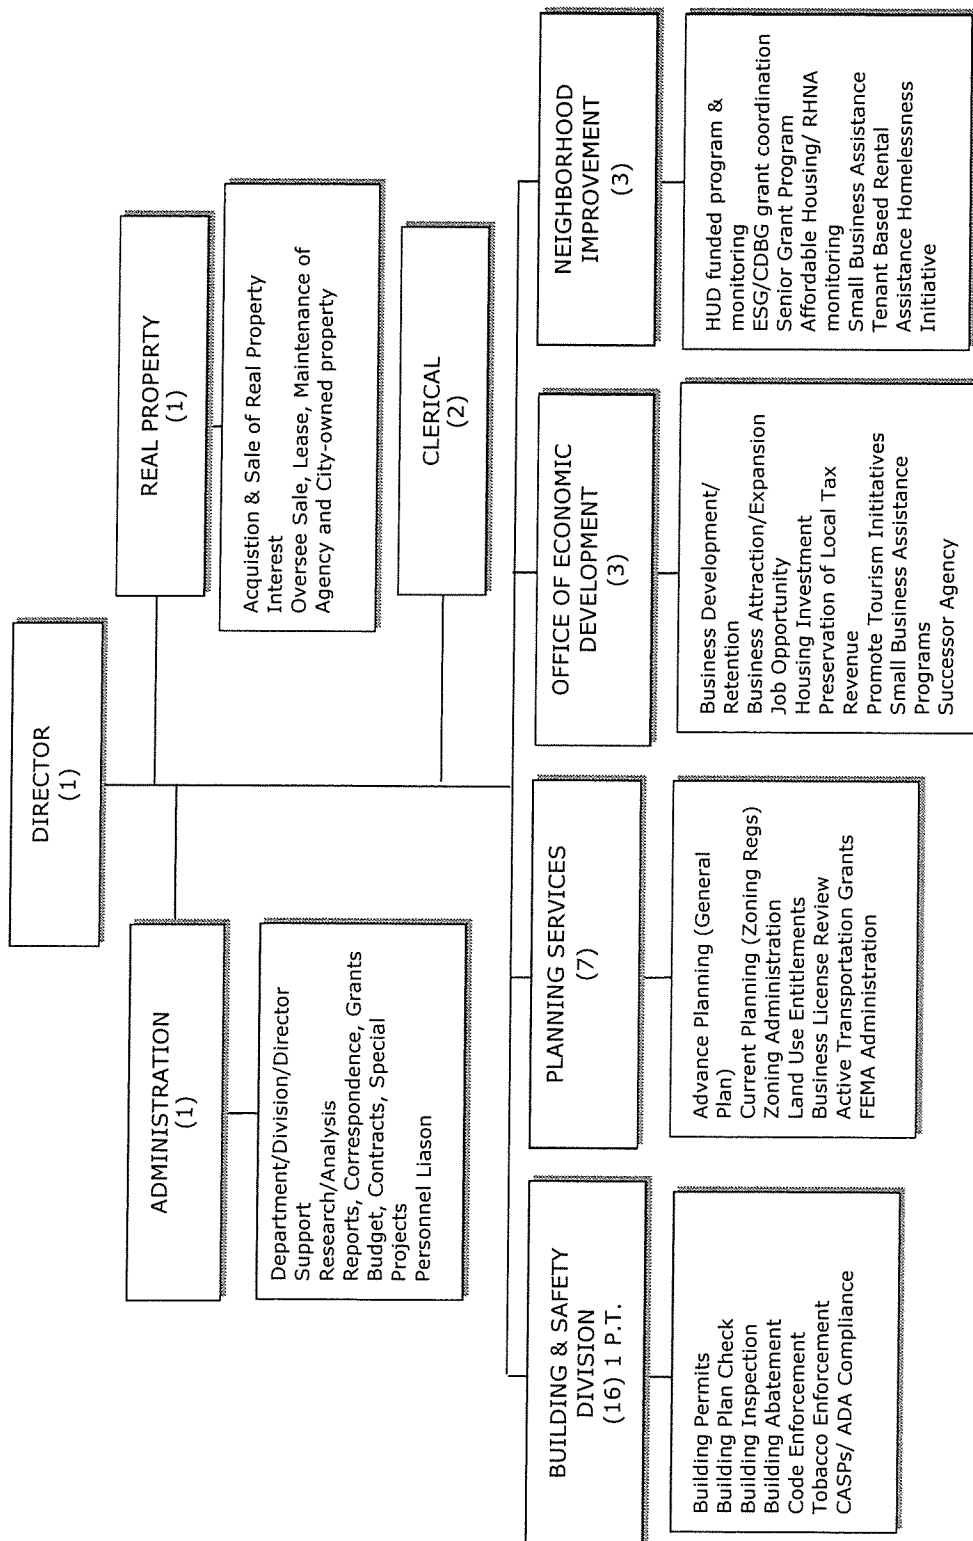 DIRECTOR
(1)
ADMINISTRATION
(1)
Department/Division/Director
Support
Research/Analysis
Reports, Correspondence, Grants
Budget, Contracts, Special
Projects
Personnel Liason
REAL PROPERTY
(1)
Acquistion & Sale of Real Property
Interest
Oversee Sale, Lease, Maintenance of
Agency and City-owned property
CLERICAL
(2)
BUILDING & SAFETY
DIVISION
(16) 1 P.T.
Building Permits
Building Plan Check
Building Inspection
Building Abatement
Code Enforcement
Tobacco Enforcement
CASPs/ ADA Compliance
PLANNING SERVICES
(7)
Advance Planning (General
Plan)
Current Planning (Zoning Regs)
Zoning Administration
Land Use Entitlements
Business License Review
Active Transportation Grants
FEMA Administration
OFFICE OF ECONOMIC
DEVELOPMENT
(3)
Business Development/
Retention
Business Attraction/Expansion
Job Opportunity
Housing Investment
Preservation of Local Tax
Revenue
Promote Tourism Inititatives
Small Business Assistance
Programs
Successor Agency
NEIGHBORHOOD
IMPROVEMENT
(3)
HUD funded program &
monitoring
ESG/CDBG grant coordination
Senior Grant Program
Affordable Housing/ RHNA
monitoring
Small Business Assistance
Tenant Based Rental
Assistance Homelessness
Initiative